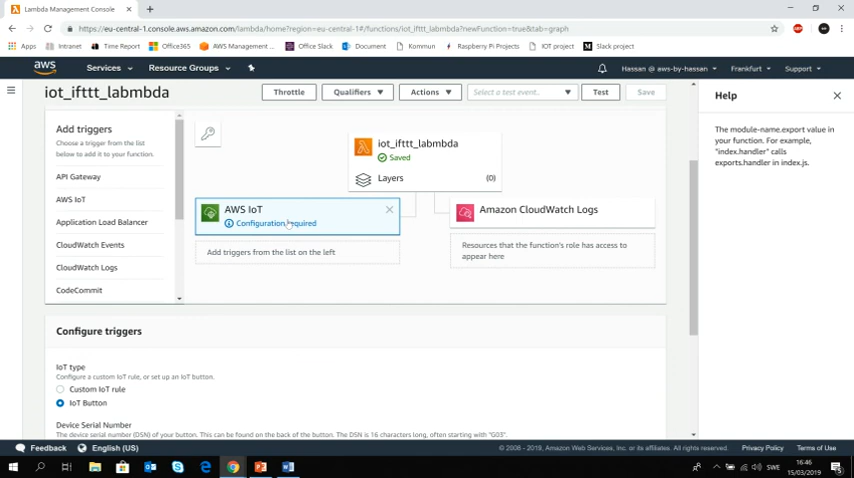 Lambda Management Console
https://eu-central-1.console.aws.amazon.com/lambda/home?region=eu-central-1#/functions/iot_ifttt_labmbda?newFunction=true&tab=graph
Apps Intranet Time Report Office365 AWS Management ... Office Slack Document Kommun Raspberry Pi Projects IOT project Slack project
aws Services Resource Groups Hassan @ aws-by-hassan Frankfurt Support
iot_ifttt_labmbda Throttle Qualifiers Actions Select a test event.. Test Save
Help
The module-name.export value in
your function. For example,
"index.handler" calls
exports.handler in index.js.
Add triggers
Choose a trigger from the list
below to add it to your function.
API Gateway
AWS IoT
Application Load Balancer
CloudWatch Events
CloudWatch Logs
CodeCommit
iot_ifttt_labmbda
Saved
Layers (0)
AWS IoT
Configuration required
Add triggers from the list on the left
Amazon CloudWatch Logs
Resources that the function's role has access to
appear here
Configure triggers
IoT type
Configure a custom IoT rule, or set up an IoT button.
Custom IoT rule
IoT Button
Device Serial Number
The device serial number (DSN) of your button. This can be found on the back of the button. The DSN is 16 characters long, often starting with "G03".
Feedback English (US) © 2008 - 2019, Amazon Web Services, Inc. or its affiliates. All rights reserved. Privacy Policy Terms of Use
SWE 16:46
15/03/2019